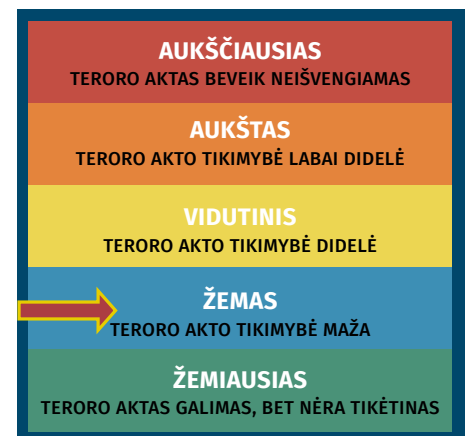 AUKŠČIAUSIAS
TERORO AKTAS BEVEIK NEIŠVENGIAMAS
AUKŠTAS
TERORO AKTO TIKIMYBĖ LABAI DIDELĖ
VIDUTINIS
TERORO AKTO TIKIMYBĖ DIDELĖ
ŽEMAS
TERORO AKTO TIKIMYBĖ MAŽA
ŽEMIAUSIAS
TERORO AKTAS GALIMAS, BET NĖRA TIKĖTINAS